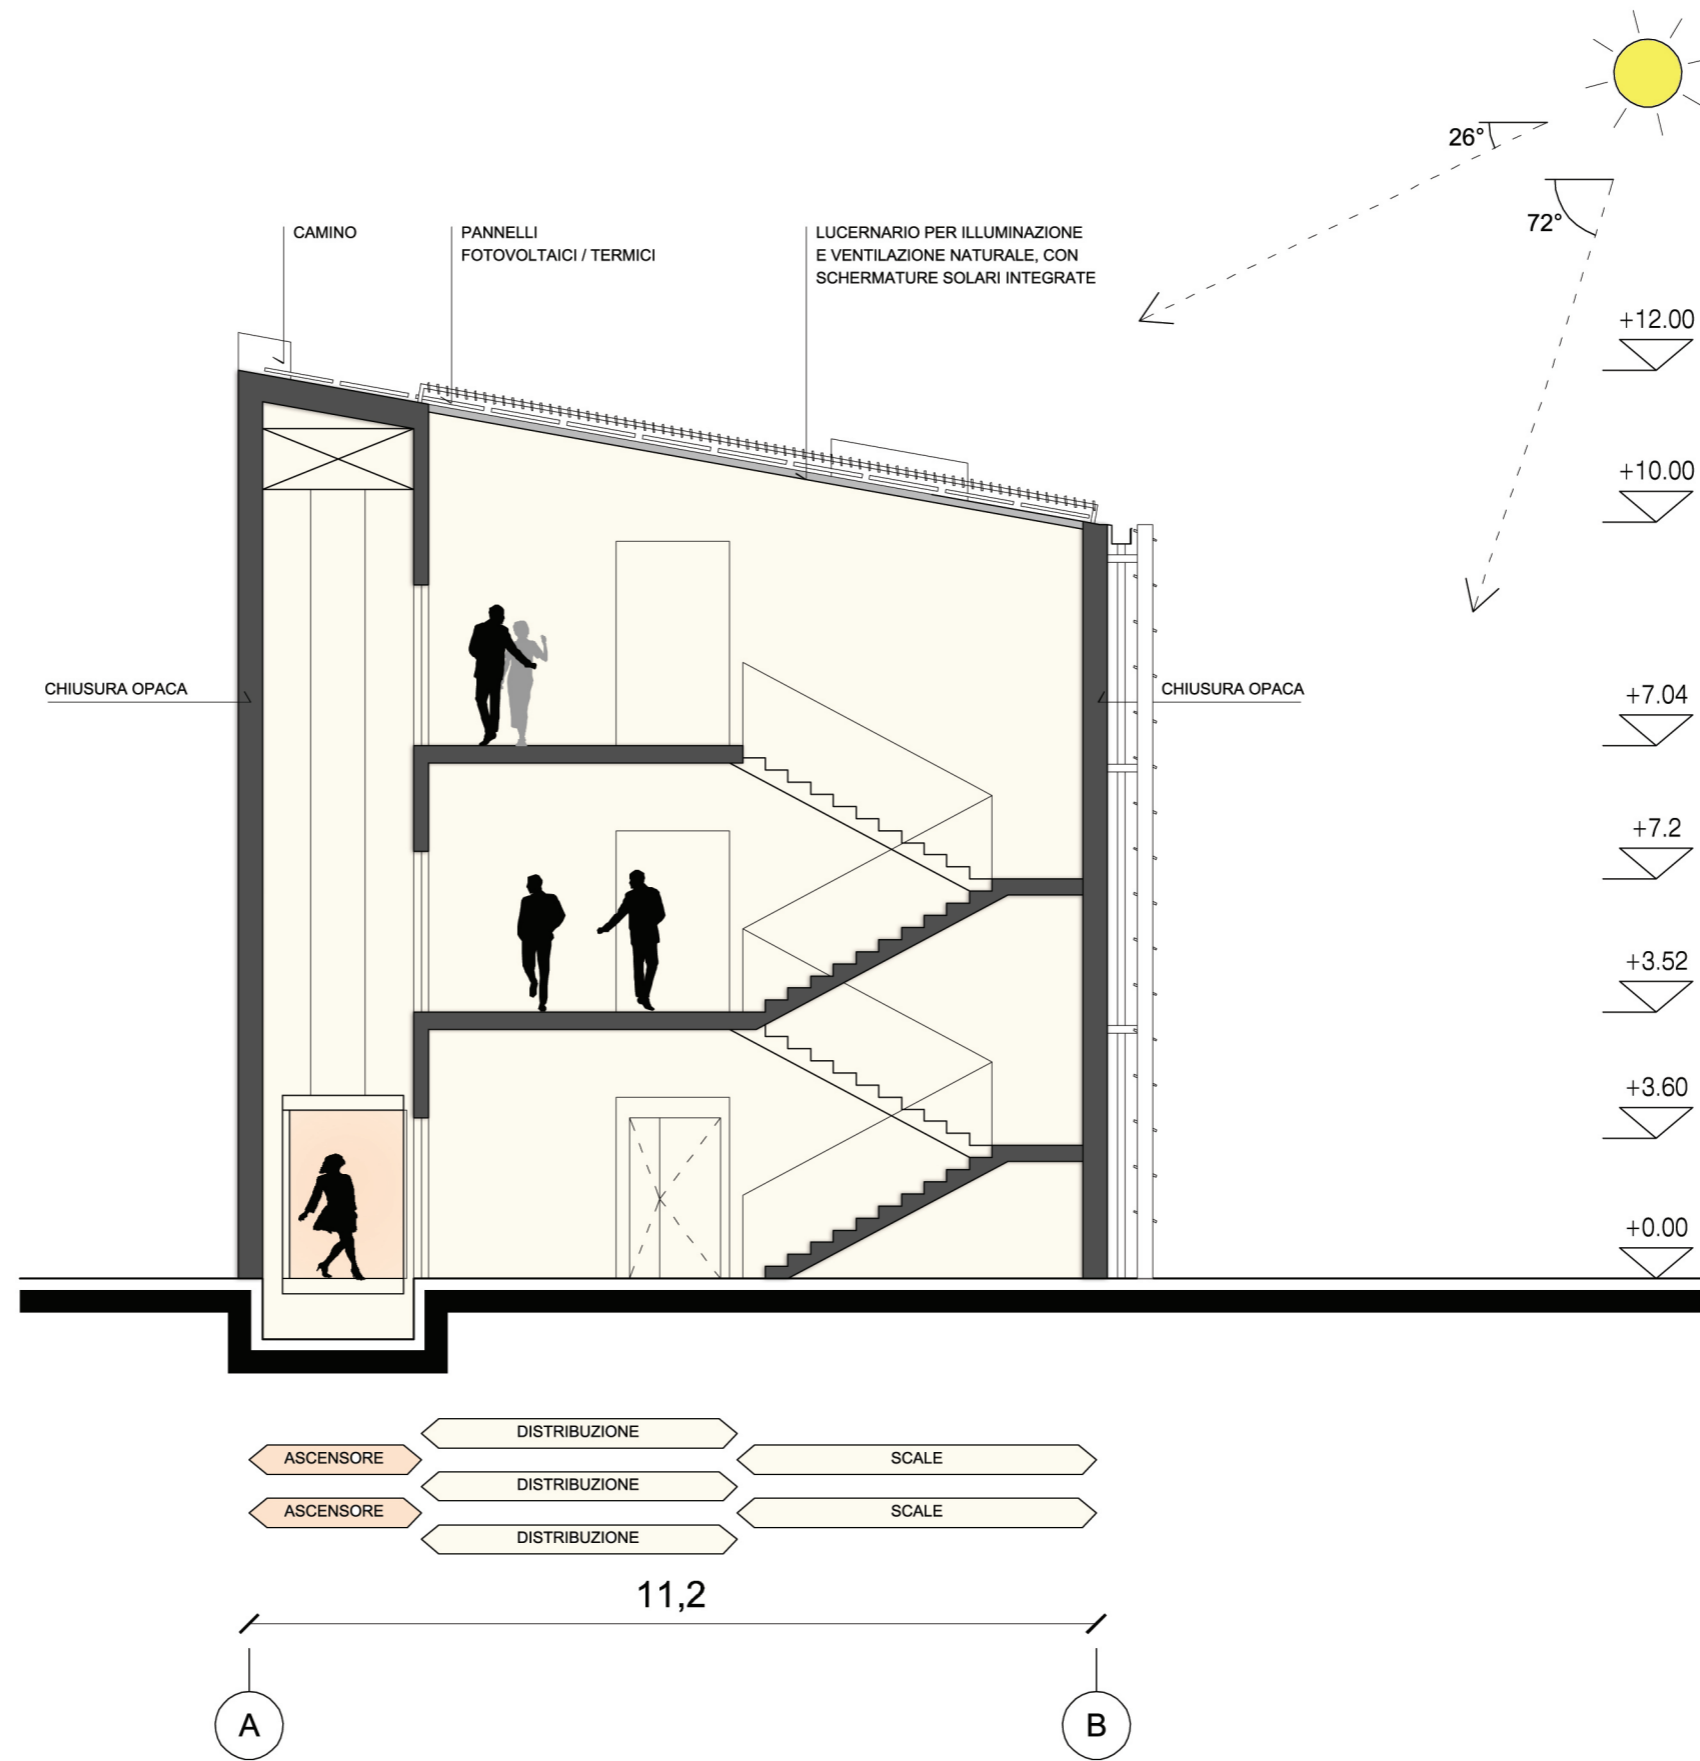 26°
72°
CAMINO
PANNELLI
FOTOVOLTAICI / TERMICI
LUCERNARIO PER ILLUMINAZIONE
E VENTILAZIONE NATURALE, CON
SCHERMATURE SOLARI INTEGRATE
+12.00
+10.00
CHIUSURA OPACA
CHIUSURA OPACA
+7.04
+7.2
+3.52
+3.60
+0.00
DISTRIBUZIONE
ASCENSORE
SCALE
DISTRIBUZIONE
ASCENSORE
SCALE
DISTRIBUZIONE
11,2
A
B